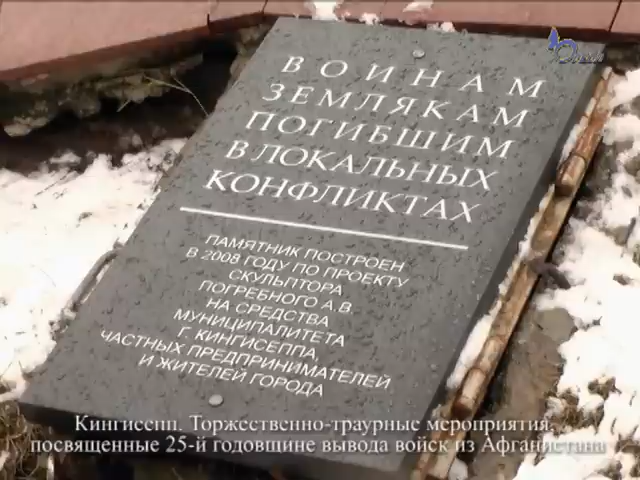 ВОИНАМ
ЗЕМЛЯКАМ
ПОГИБШИМ
В ЛОКАЛЬНЫХ
КОНФЛИКТАХ
ПАМЯТНИК ПОСТРОЕН
В 2008 ГОДУ ПО ПРОЕКТУ
СКУЛЬПТОРА
ПОГРЕБНОГО А.В.
НА СРЕДСТВА
МУНИЦИПАЛИТЕТА
Г. КИНГИСЕППА,
ЧАСТНЫХ ПРЕДПРИНИМАТЕЛЕЙ
И ЖИТЕЛЕЙ ГОРОДА
Кингисепп. Торжественно-траурные мероприятия,
посвященные 25-й годовщине вывода войск из Афганистана